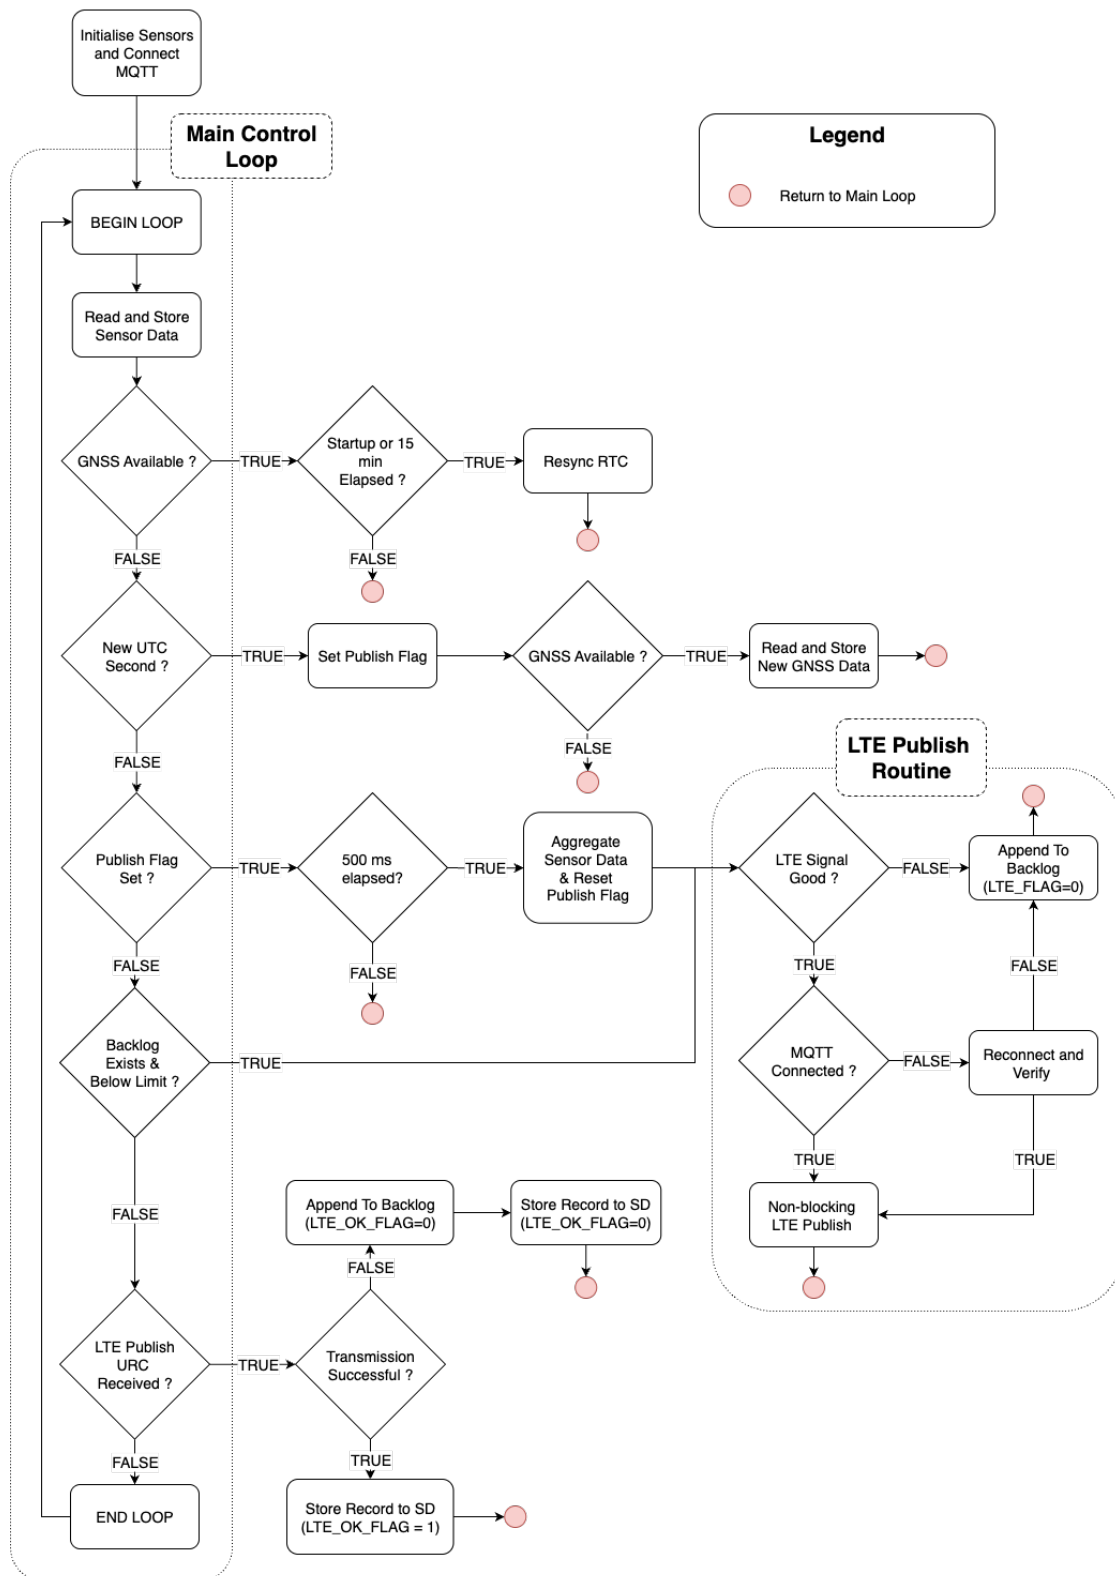 Initialise Sensors
and Connect
MQTT
Main Control
Loop
Legend
Return to Main Loop
BEGIN LOOP
Read and Store
Sensor Data
GNSS Available ?
TRUE
Startup or 15
min
Elapsed ?
TRUE
Resync RTC
FALSE
FALSE
New UTC
Second ?
TRUE
Set Publish Flag
GNSS Available ?
TRUE
Read and Store
New GNSS Data
FALSE
FALSE
LTE Publish
Routine
Publish Flag
Set ?
TRUE
500 ms
elapsed?
TRUE
Aggregate
Sensor Data
& Reset
Publish Flag
LTE Signal
Good ?
FALSE
Append To
Backlog
(LTE_FLAG=0)
FALSE
FALSE
TRUE
FALSE
Backlog
Exists &
Below Limit ?
TRUE
MQTT
Connected ?
FALSE
Reconnect and
Verify
TRUE
TRUE
FALSE
Append To Backlog
(LTE_OK_FLAG=0)
Store Record to SD
(LTE_OK_FLAG=0)
Non-blocking
LTE Publish
FALSE
LTE Publish
URC
Received ?
TRUE
Transmission
Successful ?
FALSE
TRUE
END LOOP
Store Record to SD
(LTE_OK_FLAG = 1)